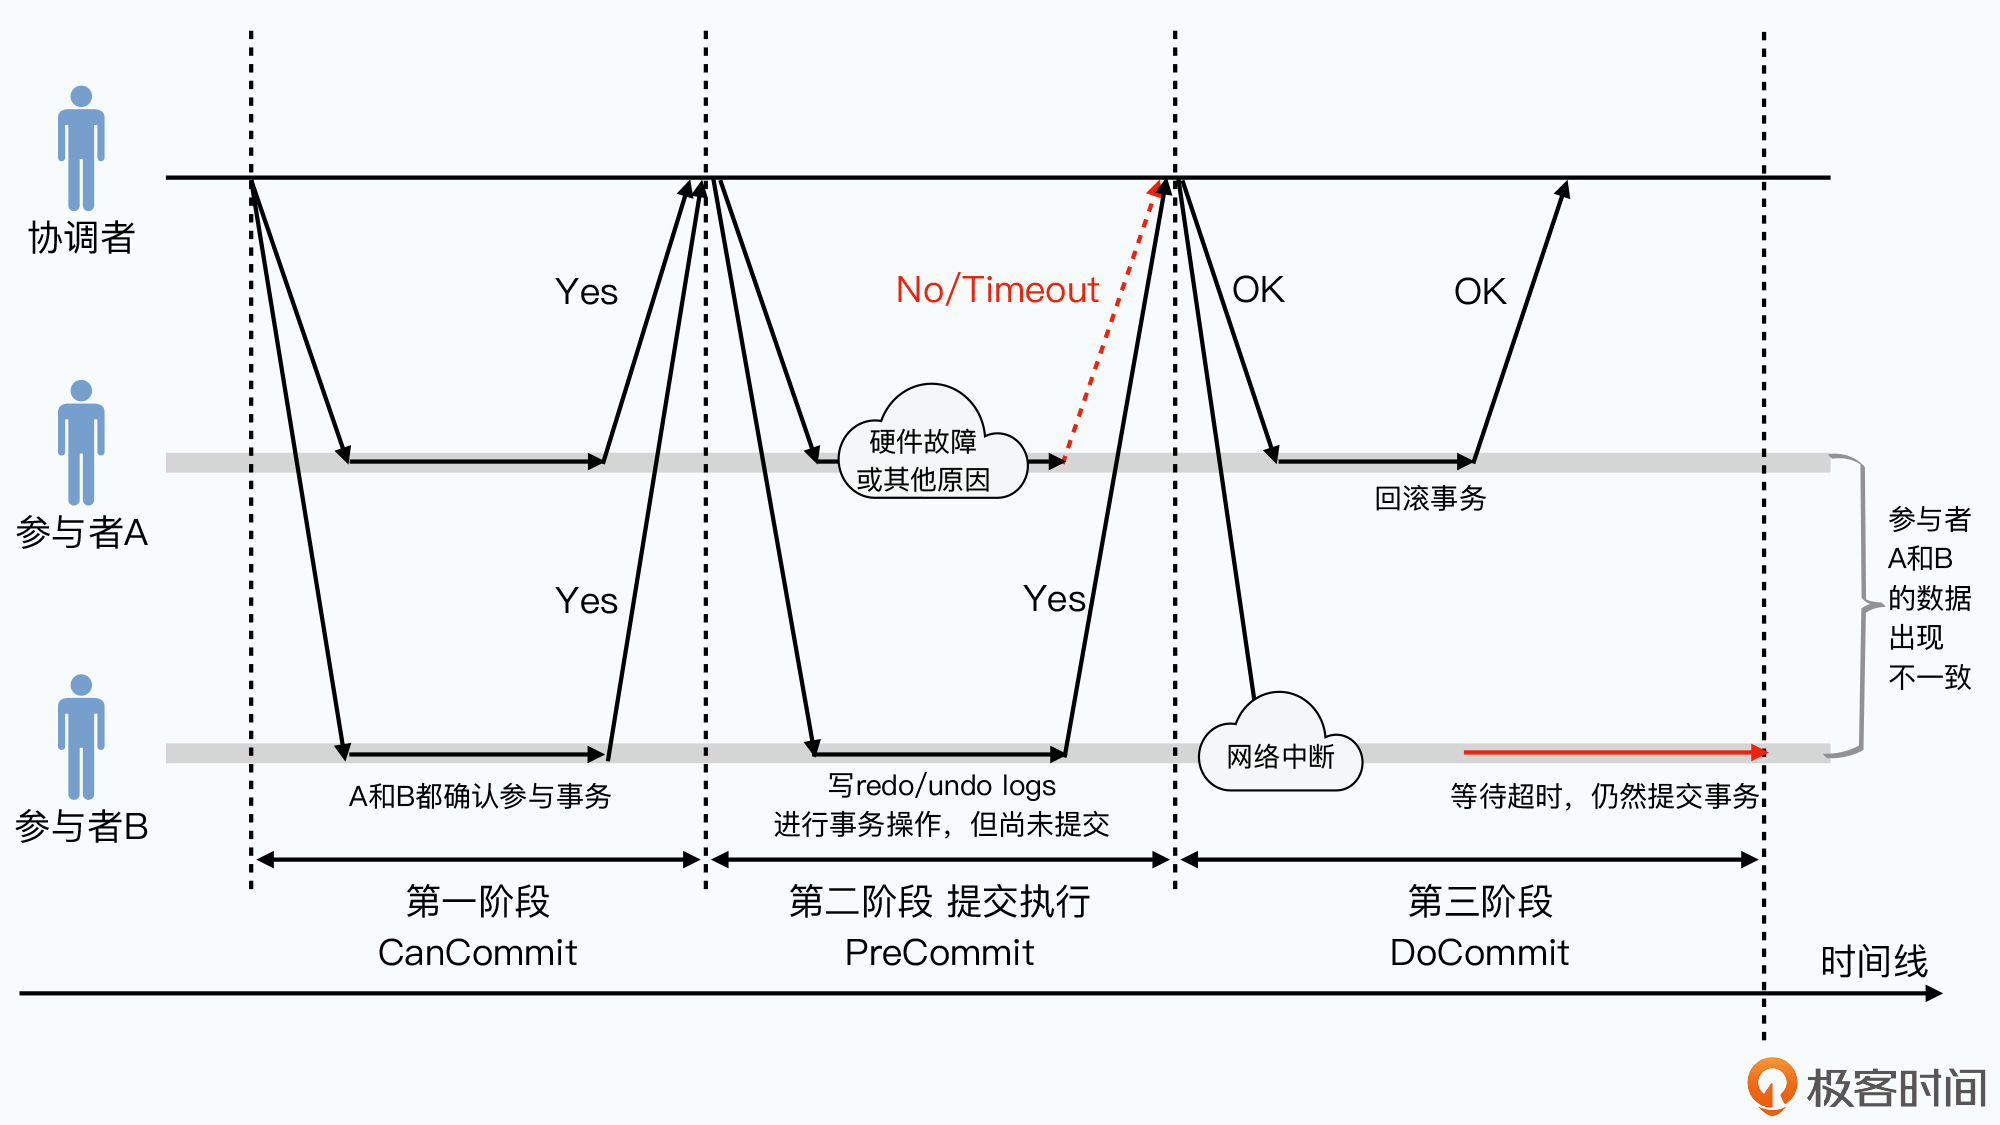 协调者
Yes
No/Timeout
OK
OK
硬件故障
或其他原因
回滚事务
参与者A
参与者
A和B
的数据
出现
不一致
Yes
Yes
网络中断
A和B都确认参与事务
写redo/undo logs
进行事务操作，但尚未提交
等待超时，仍然提交事务
参与者B
第一阶段
CanCommit
第二阶段 提交执行
PreCommit
第三阶段
DoCommit
时间线
极客时间